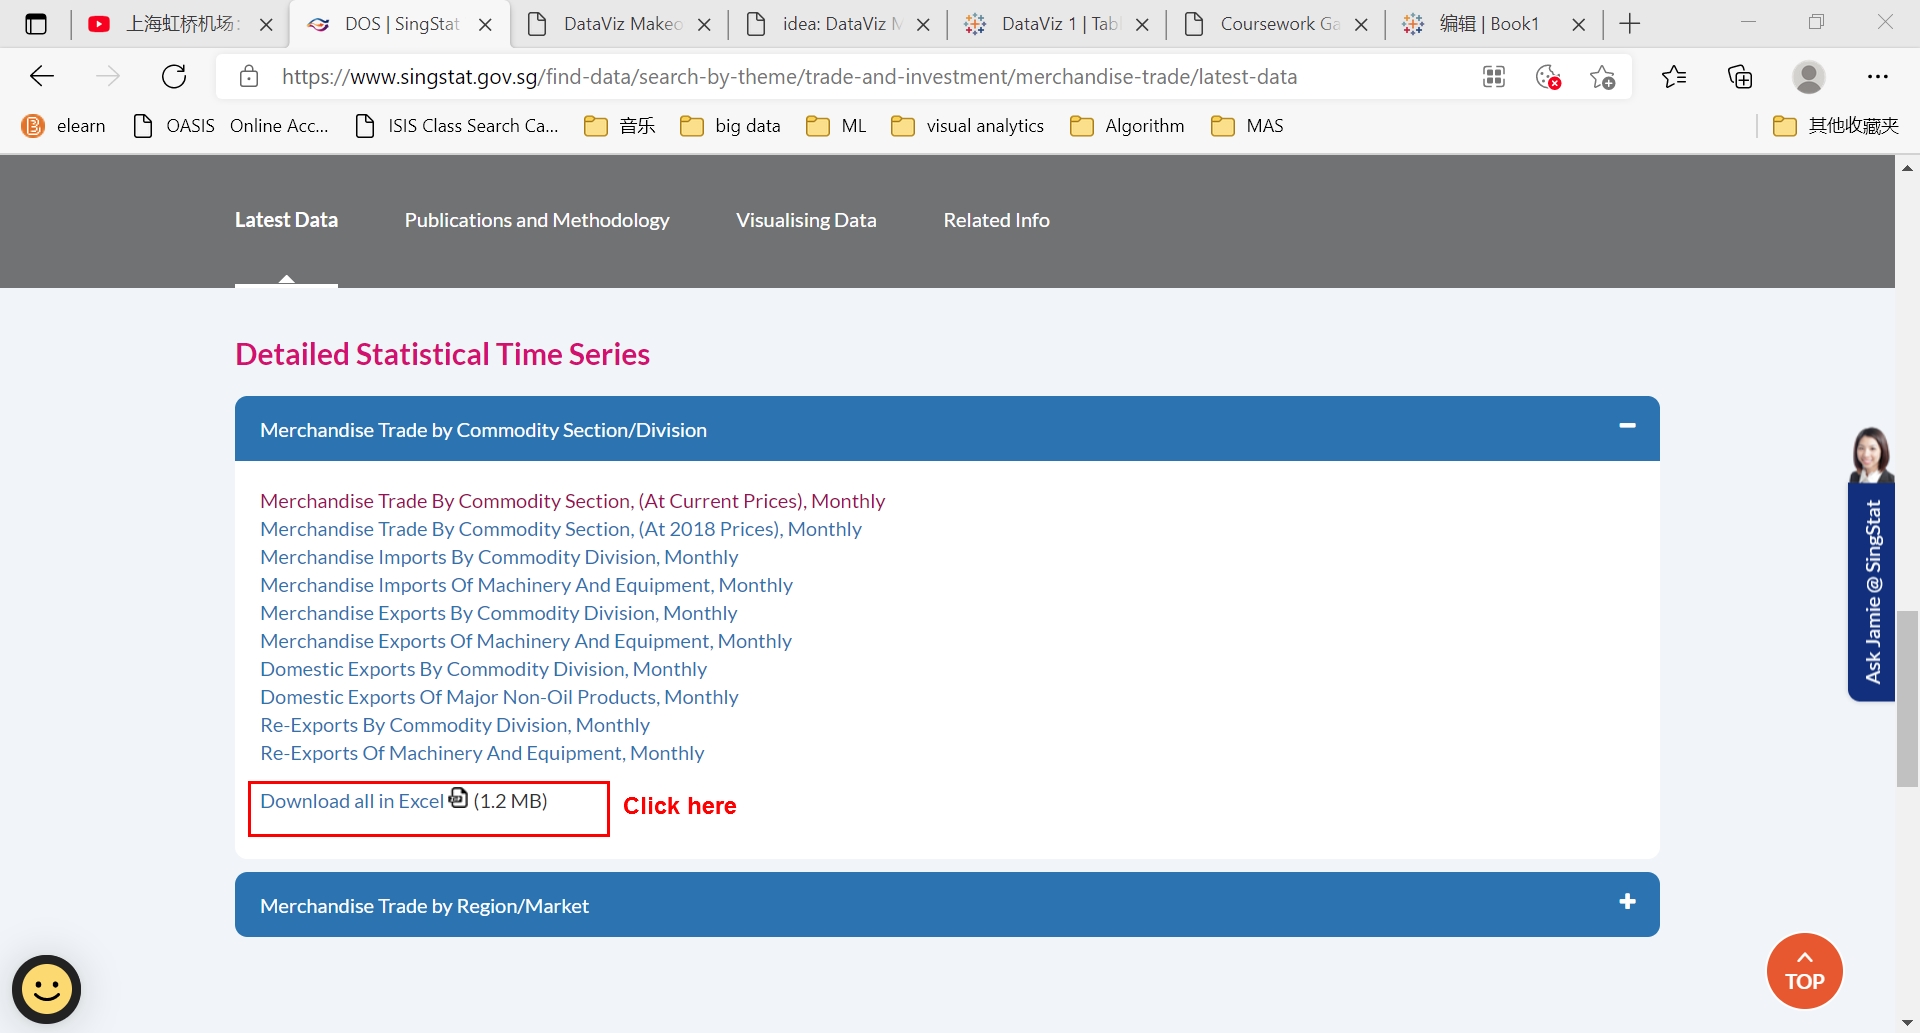 上海虹桥机场:
DOS | SingStat
DataViz Makeo
idea: DataViz M
DataViz 1 | Tabl
Coursework Ga
编辑 | Book1
https://www.singstat.gov.sg/find-data/search-by-theme/trade-and-investment/merchandise-trade/latest-data
elearn
OASIS Online Acc...
ISIS Class Search Ca...
音乐
big data
ML
visual analytics
Algorithm
MAS
其他收藏夹
Latest Data
Publications and Methodology
Visualising Data
Related Info
Detailed Statistical Time Series
Merchandise Trade by Commodity Section/Division
Merchandise Trade By Commodity Section, (At Current Prices), Monthly
Merchandise Trade By Commodity Section, (At 2018 Prices), Monthly
Merchandise Imports By Commodity Division, Monthly
Merchandise Imports Of Machinery And Equipment, Monthly
Merchandise Exports By Commodity Division, Monthly
Merchandise Exports Of Machinery And Equipment, Monthly
Domestic Exports By Commodity Division, Monthly
Domestic Exports Of Major Non-Oil Products, Monthly
Re-Exports By Commodity Division, Monthly
Re-Exports Of Machinery And Equipment, Monthly
Download all in Excel (1.2 MB)
Click here
Merchandise Trade by Region/Market
Ask Jamie @ SingStat
TOP